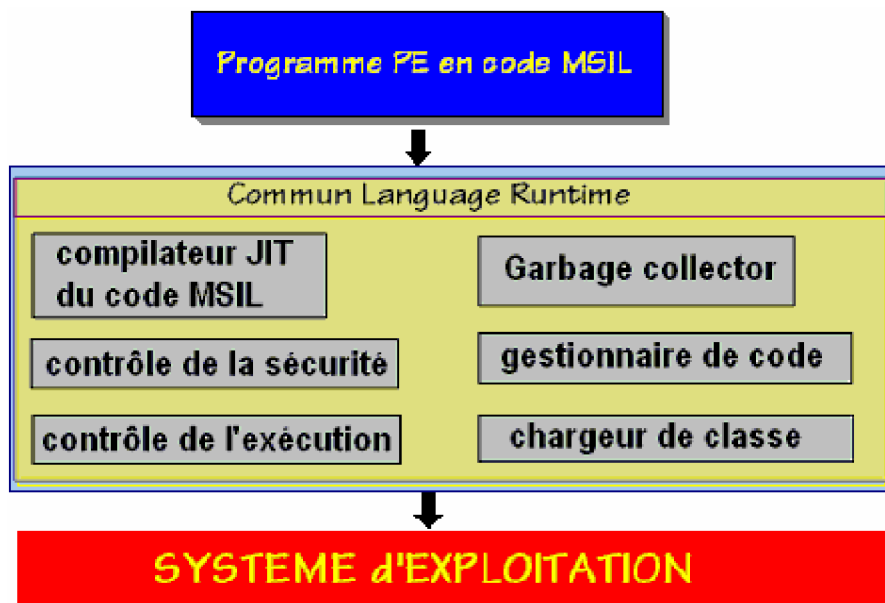 Programme PE en code MSIL
Commun Language Runtime
compilateur JIT
du code MSIL
Garbage collector
contrôle de la sécurité
gestionnaire de code
contrôle de l'exécution
chargeur de classe
SYSTEME d'EXPLOITATION